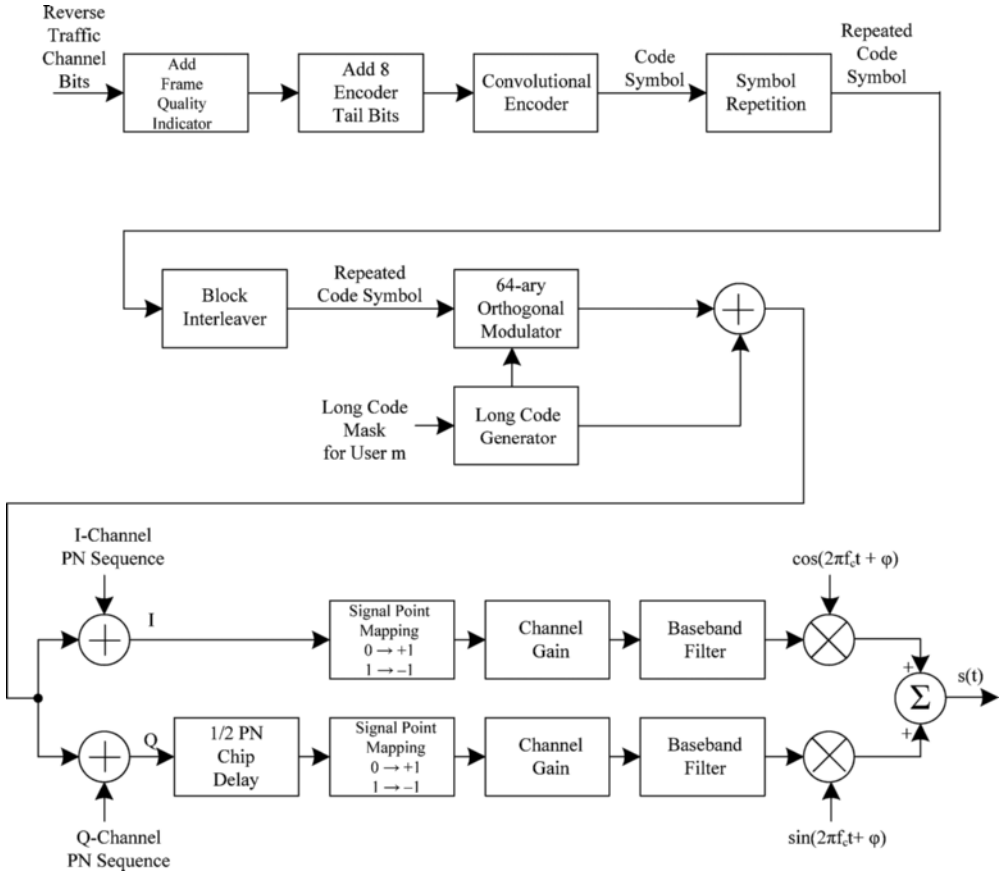 Reverse
Traffic
Channel
Bits
Add
Frame
Quality
Indicator
Add 8
Encoder
Tail Bits
Convolutional
Encoder
Code
Symbol
Symbol
Repetition
Repeated
Code
Symbol
Block
Interleaver
Repeated
Code Symbol
64-ary
Orthogonal
Modulator
Long Code
Mask
for User m
Long Code
Generator
I-Channel
PN Sequence
I
Signal Point
Mapping
0 → +1
1 → −1
Channel
Gain
Baseband
Filter
cos(2πf_c t + φ)
+
Σ
+
s(t)
Q
1/2 PN
Chip
Delay
Signal Point
Mapping
0 → +1
1 → −1
Channel
Gain
Baseband
Filter
sin(2πf_c t+ φ)
Q-Channel
PN Sequence